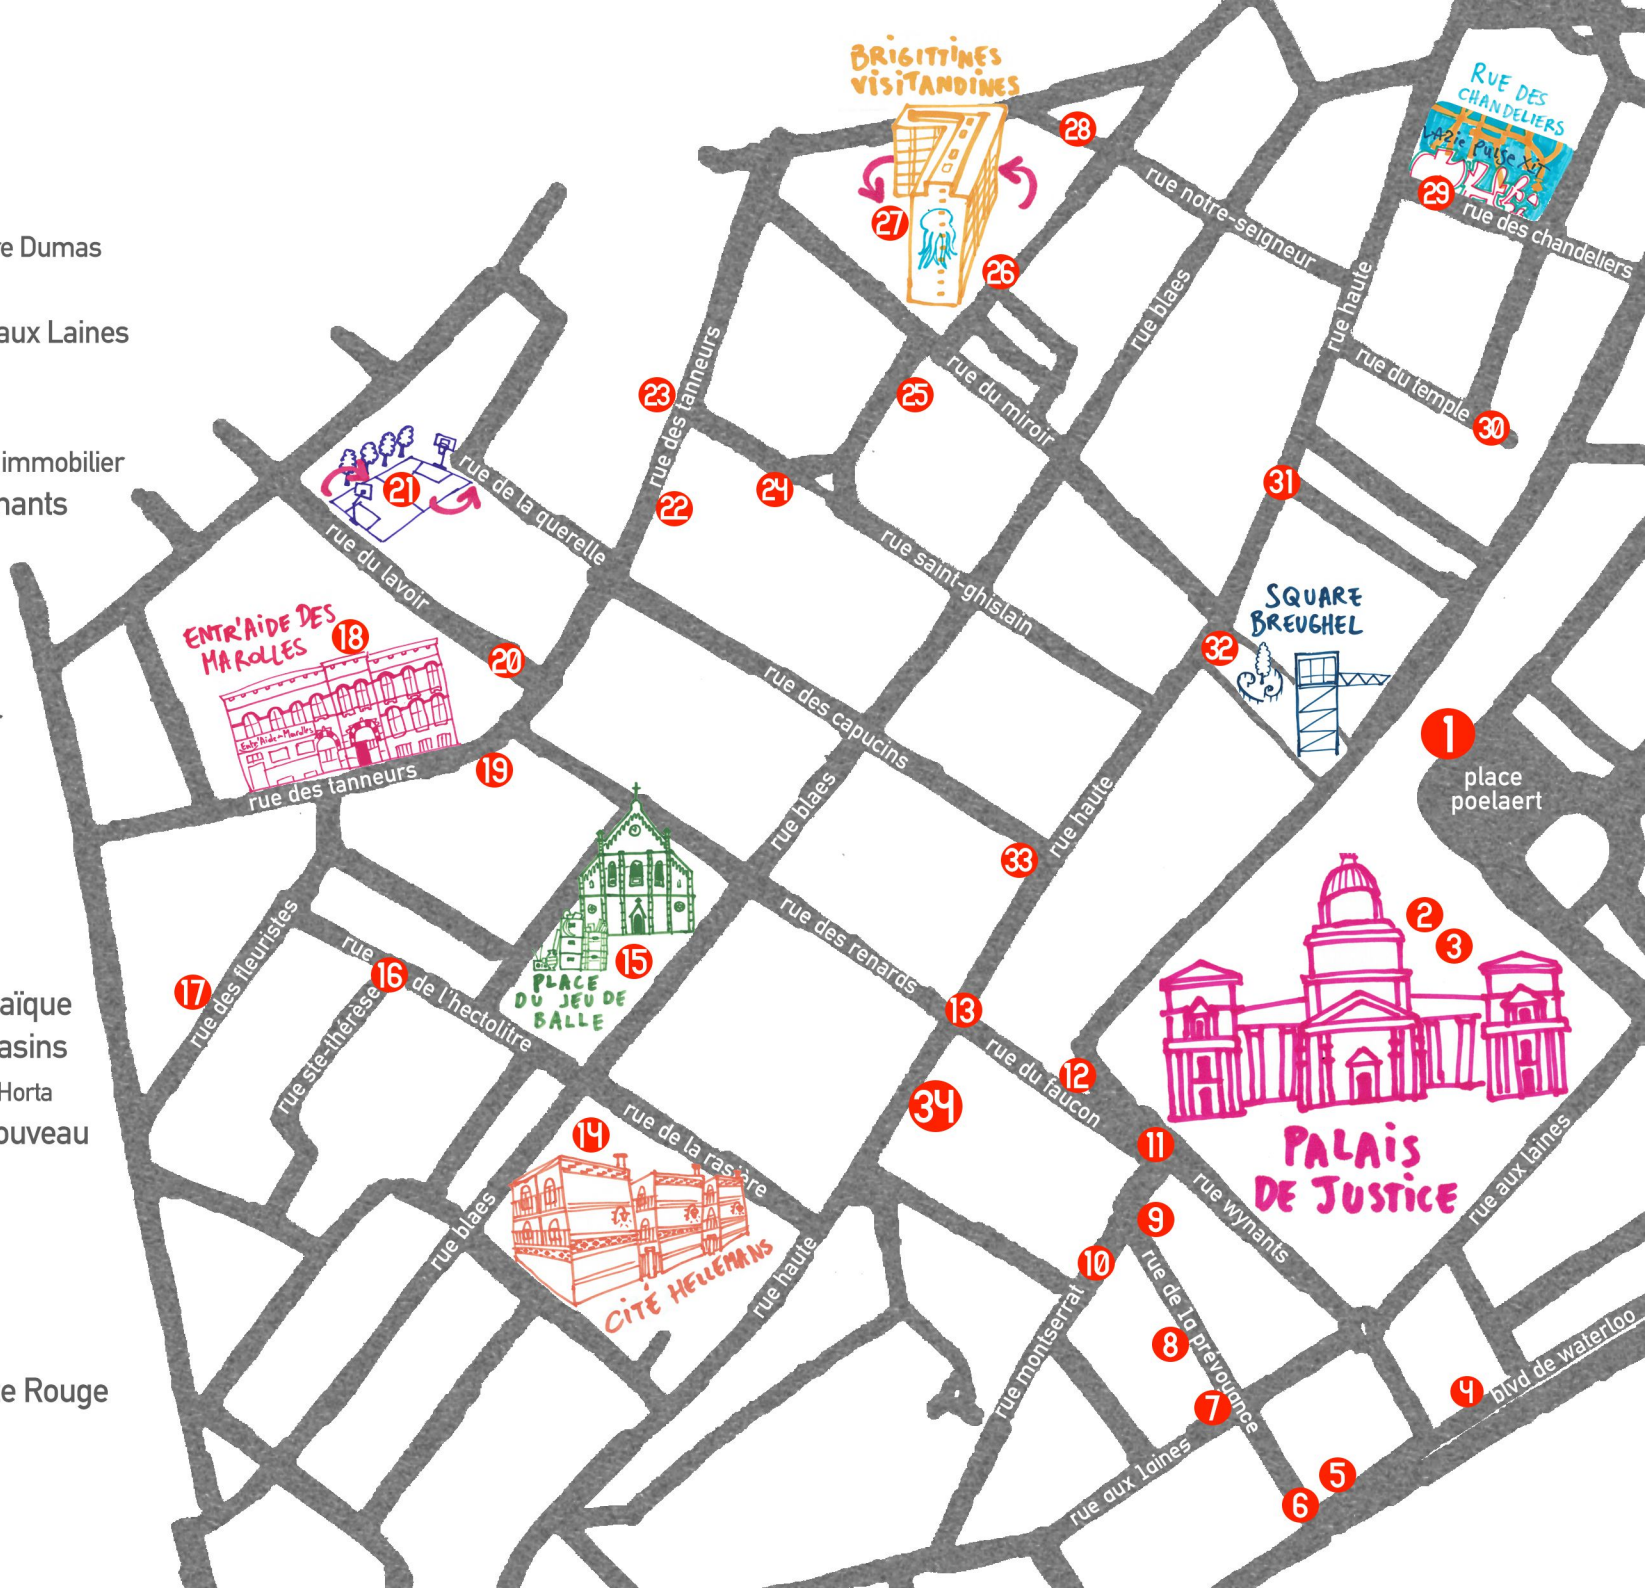 e Dumas
aux Laines
immobilier
nants
aïque
asins
Horta
ouveau
e Rouge
BRIGITTINES
VISITANDINES
28
27
26
RUE DES
CHANDELIERS
29
rue des chandeliers
rue notre-seigneur
rue haute
rue blaes
rue du temple
30
rue des tanneurs
23
22
24
25
rue du miroir
31
21
rue de la querelle
rue du lavoir
rue saint-ghislain
SQUARE
BREUGHEL
32
ENTR'AIDE DES
MAROLLES
18
20
19
rue des tanneurs
rue des capucins
rue blaes
rue haute
33
1
place
poelaert
2
3
PALAIS
DE JUSTICE
15
PLACE
DU JEU DE
BALLE
rue des renards
13
17
rue des fleuristes
16
rue de l'hectolitre
rue ste-thérèse
rue du faucon
12
34
11
14
rue de la rasière
CITÉ HELLEMANS
rue blaes
rue haute
9
10
rue wynants
rue aux laines
rue montserrat
rue de la prévoyance
8
7
4
blvd de waterloo
rue aux laines
5
6